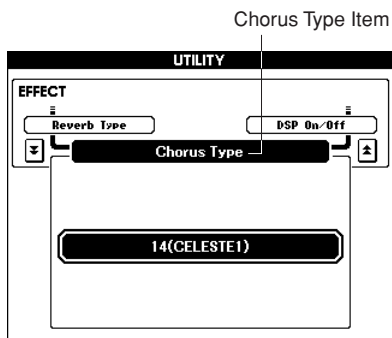 Chorus Type Item
UTILITY
EFFECT
Reverb Type
DSP On/Off
Chorus Type
14(CELESTE1)